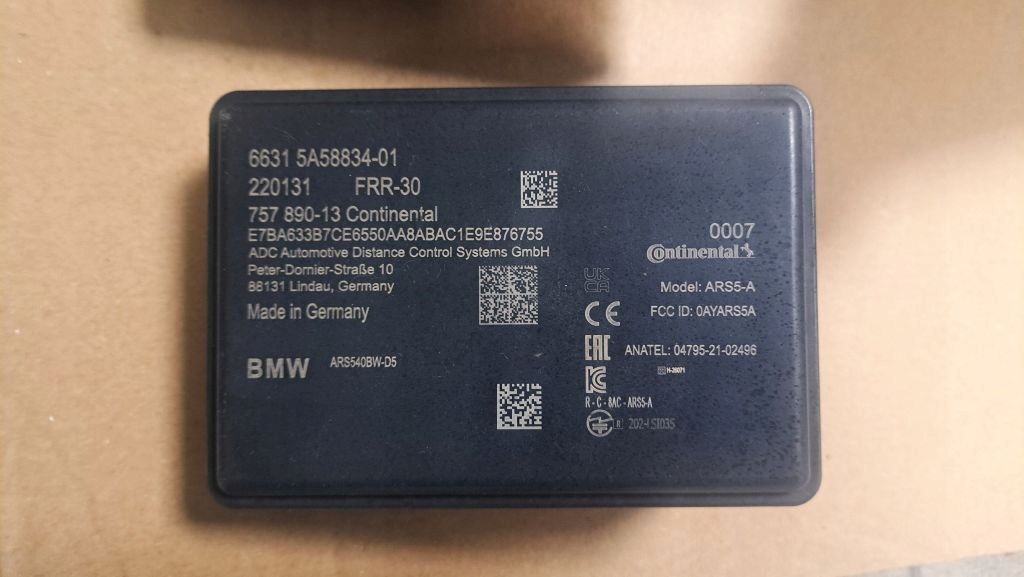 6631 5A58834-01
220131 FRR-30
757 890-13 Continental
E7BA633B7CE6550AA8ABAC1E9E876755
ADC Automotive Distance Control Systems GmbH
Peter-Dornier-Straße 10
88131 Lindau, Germany
Made in Germany
BMW ARS540BW-D5
0007
Continental
UK
CA
Model: ARS5-A
CE FCC ID: 0AYARS5A
EAC ANATEL: 04795-21-02496
H-28071
R - C - 8AC - ARS5-A
R 202-LSI035